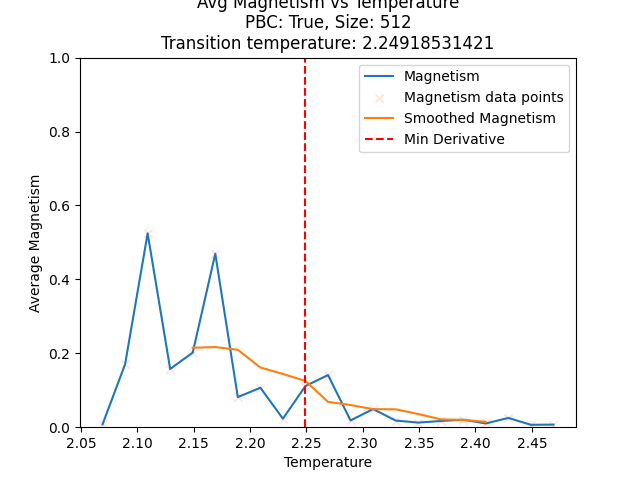 Avg Magnetism vs Temperature
PBC: True, Size: 512
Transition temperature: 2.24918531421
Magnetism
Magnetism data points
Smoothed Magnetism
Min Derivative
1.0
0.8
0.6
0.4
0.2
0.0
Average Magnetism
2.05 2.10 2.15 2.20 2.25 2.30 2.35 2.40 2.45
Temperature